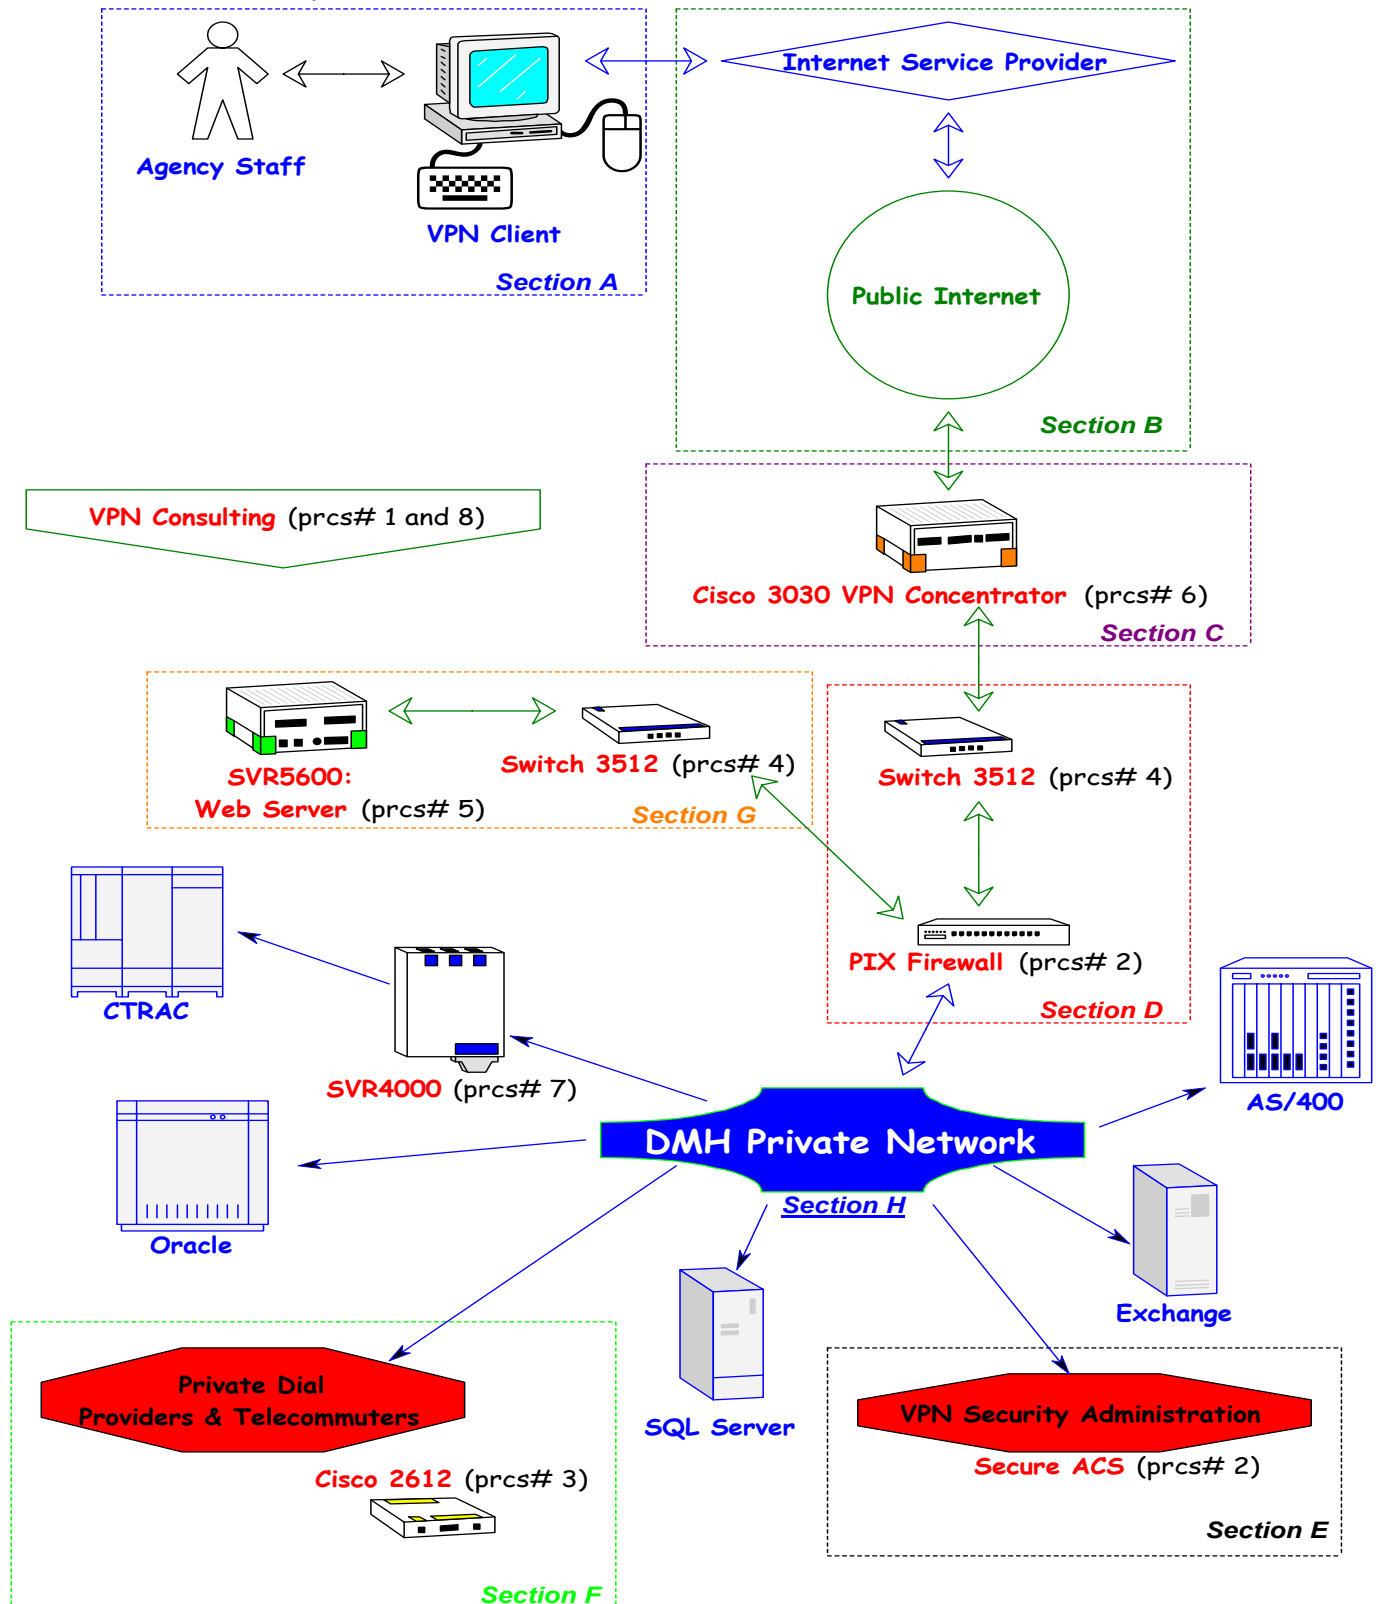 Internet Service Provider
Agency Staff
VPN Client
Section A
Public Internet
Section B
VPN Consulting (prcs# 1 and 8)
Cisco 3030 VPN Concentrator (prcs# 6)
Section C
SVR5600:
Web Server (prcs# 5)
Switch 3512 (prcs# 4)
Section G
Switch 3512 (prcs# 4)
PIX Firewall (prcs# 2)
Section D
CTRAC
SVR4000 (prcs# 7)
AS/400
DMH Private Network
Section H
Oracle
Exchange
SQL Server
Private Dial
Providers & Telecommuters
Cisco 2612 (prcs# 3)
Section F
VPN Security Administration
Secure ACS (prcs# 2)
Section E